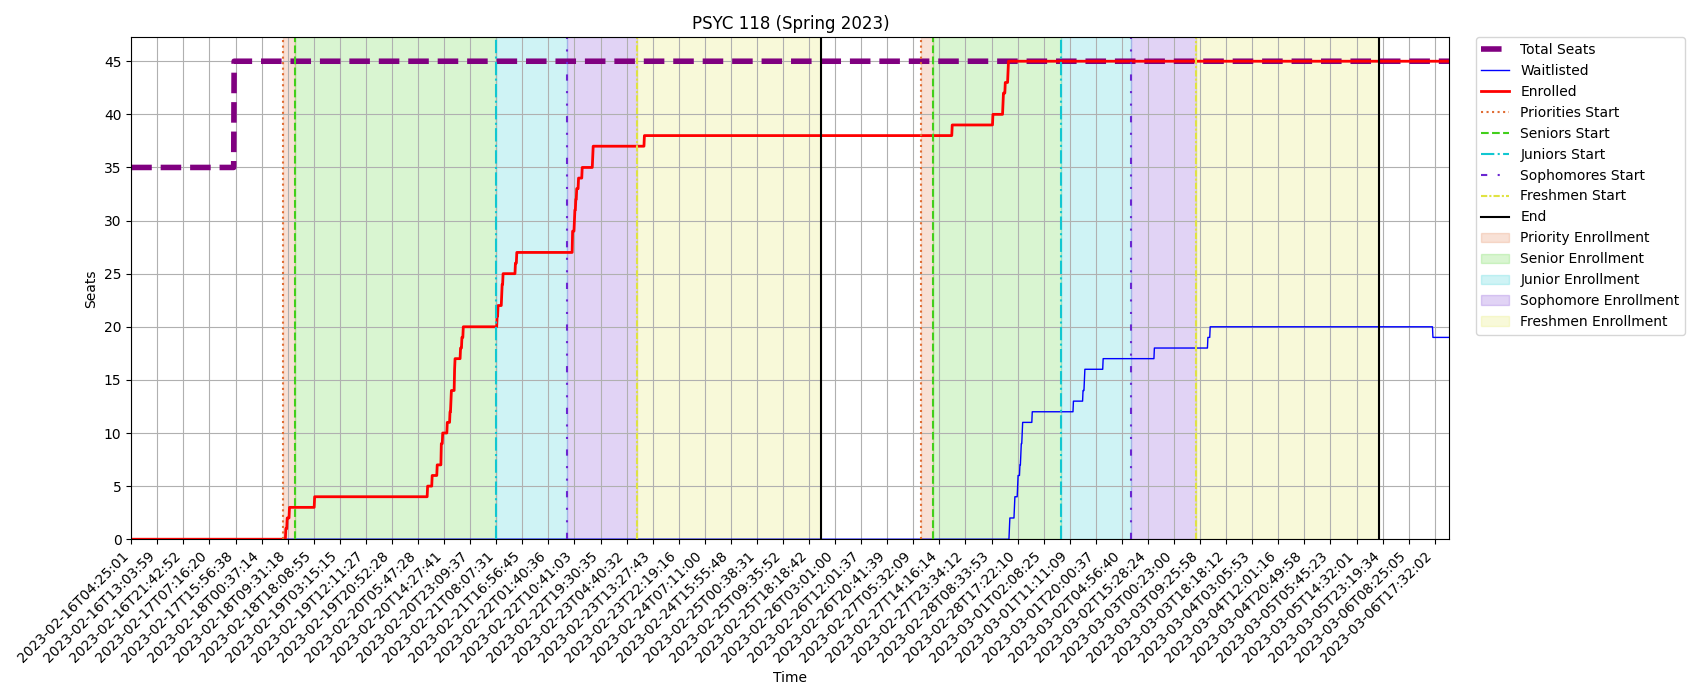 PSYC 118 (Spring 2023)
Seats
45
40
35
30
25
20
15
10
5
0
2023-02-16T04:25:01
2023-02-16T13:03:59
2023-02-16T21:42:52
2023-02-17T07:16:20
2023-02-17T15:56:38
2023-02-18T00:37:14
2023-02-18T09:31:18
2023-02-18T18:08:55
2023-02-19T03:15:15
2023-02-19T12:11:27
2023-02-19T20:52:28
2023-02-20T05:47:28
2023-02-20T14:27:41
2023-02-20T23:09:37
2023-02-21T08:07:31
2023-02-21T16:56:45
2023-02-22T01:40:36
2023-02-22T10:41:03
2023-02-22T19:30:35
2023-02-23T04:40:32
2023-02-23T13:27:43
2023-02-23T22:19:16
2023-02-24T07:11:00
2023-02-24T15:55:48
2023-02-25T00:38:31
2023-02-25T09:35:52
2023-02-25T18:18:42
2023-02-26T03:01:00
2023-02-26T12:01:37
2023-02-26T20:41:39
2023-02-27T05:32:09
2023-02-27T14:16:14
2023-02-27T23:34:12
2023-02-28T08:33:53
2023-02-28T17:22:10
2023-03-01T02:08:25
2023-03-01T11:11:09
2023-03-01T20:00:37
2023-03-02T04:56:40
2023-03-02T15:28:24
2023-03-03T00:23:00
2023-03-03T09:25:58
2023-03-03T18:18:12
2023-03-04T03:05:53
2023-03-04T12:01:16
2023-03-04T20:49:58
2023-03-05T05:45:23
2023-03-05T14:32:01
2023-03-05T23:19:34
2023-03-06T08:25:05
2023-03-06T17:32:02
Time
Total Seats
Waitlisted
Enrolled
Priorities Start
Seniors Start
Juniors Start
Sophomores Start
Freshmen Start
End
Priority Enrollment
Senior Enrollment
Junior Enrollment
Sophomore Enrollment
Freshmen Enrollment